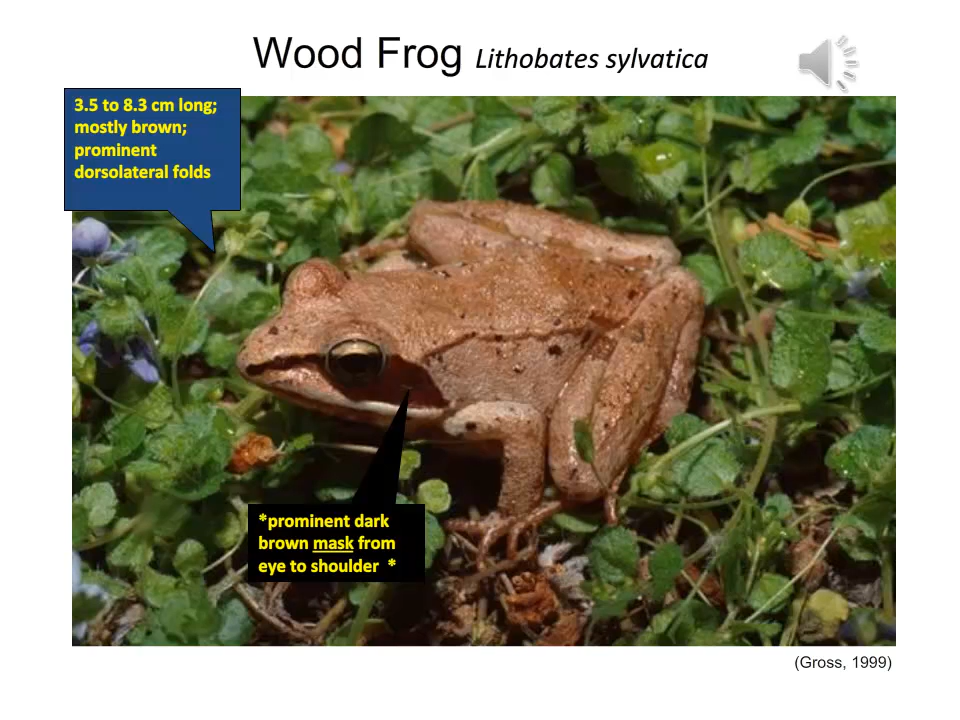 Wood Frog Lithobates sylvatica
3.5 to 8.3 cm long;
mostly brown;
prominent
dorsolateral folds
*prominent dark
brown mask from
eye to shoulder *
(Gross, 1999)